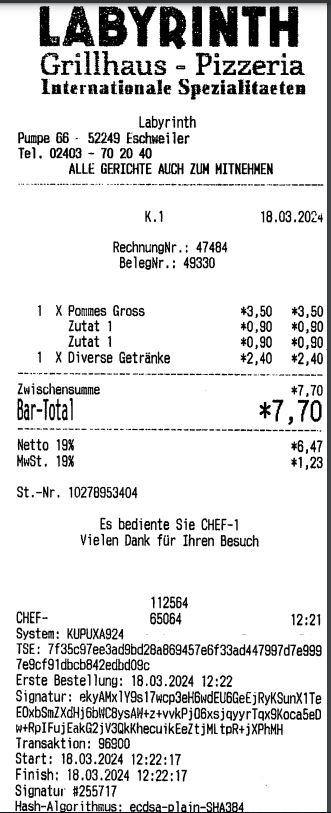 LABYRINTH
Grillhaus - Pizzeria
Internationale Spezialitaeten
Labyrinth
Pumpe 66 - 52249 Eschweiler
Tel. 02403 - 70 20 40
ALLE GERICHTE AUCH ZUM MITNEHMEN
K.1 18.03.2024
RechnungNr.: 47484
BelegNr.: 49330
1 X Pommes Gross *3,50 *3,50
Zutat 1 *0,90 *0,90
Zutat 1 *0,90 *0,90
1 X Diverse Getränke *2,40 *2,40
Zwischensumme *7,70
Bar-Total *7,70
Netto 19% *6,47
MwSt. 19% *1,23
St.-Nr. 10278953404
Es bediente Sie CHEF-1
Vielen Dank für Ihren Besuch
112564
CHEF- 65064 12:21
System: KUPUXA924
TSE: 7f35c97ee3ad9bd28a869457e6f33ad447997d7e999
7e9cf91dbcb842edbd09c
Erste Bestellung: 18.03.2024 12:22
Signatur: ekyAMxlY9s17wcp3eH6wdEU6GeEjRyKSunX1Te
EOxbSmZXdHj6bWC8ysAW+z+vvkPj06xsjqyyrTqx9Koca5eD
w+RpIFujEakG2jV3QkKhecuikEeZtjMLtpR+jXPhMH
Transaktion: 96900
Start: 18.03.2024 12:22:17
Finish: 18.03.2024 12:22:17
Signatur #255717
Hash-Algorithmus: ecdsa-plain-SHA384